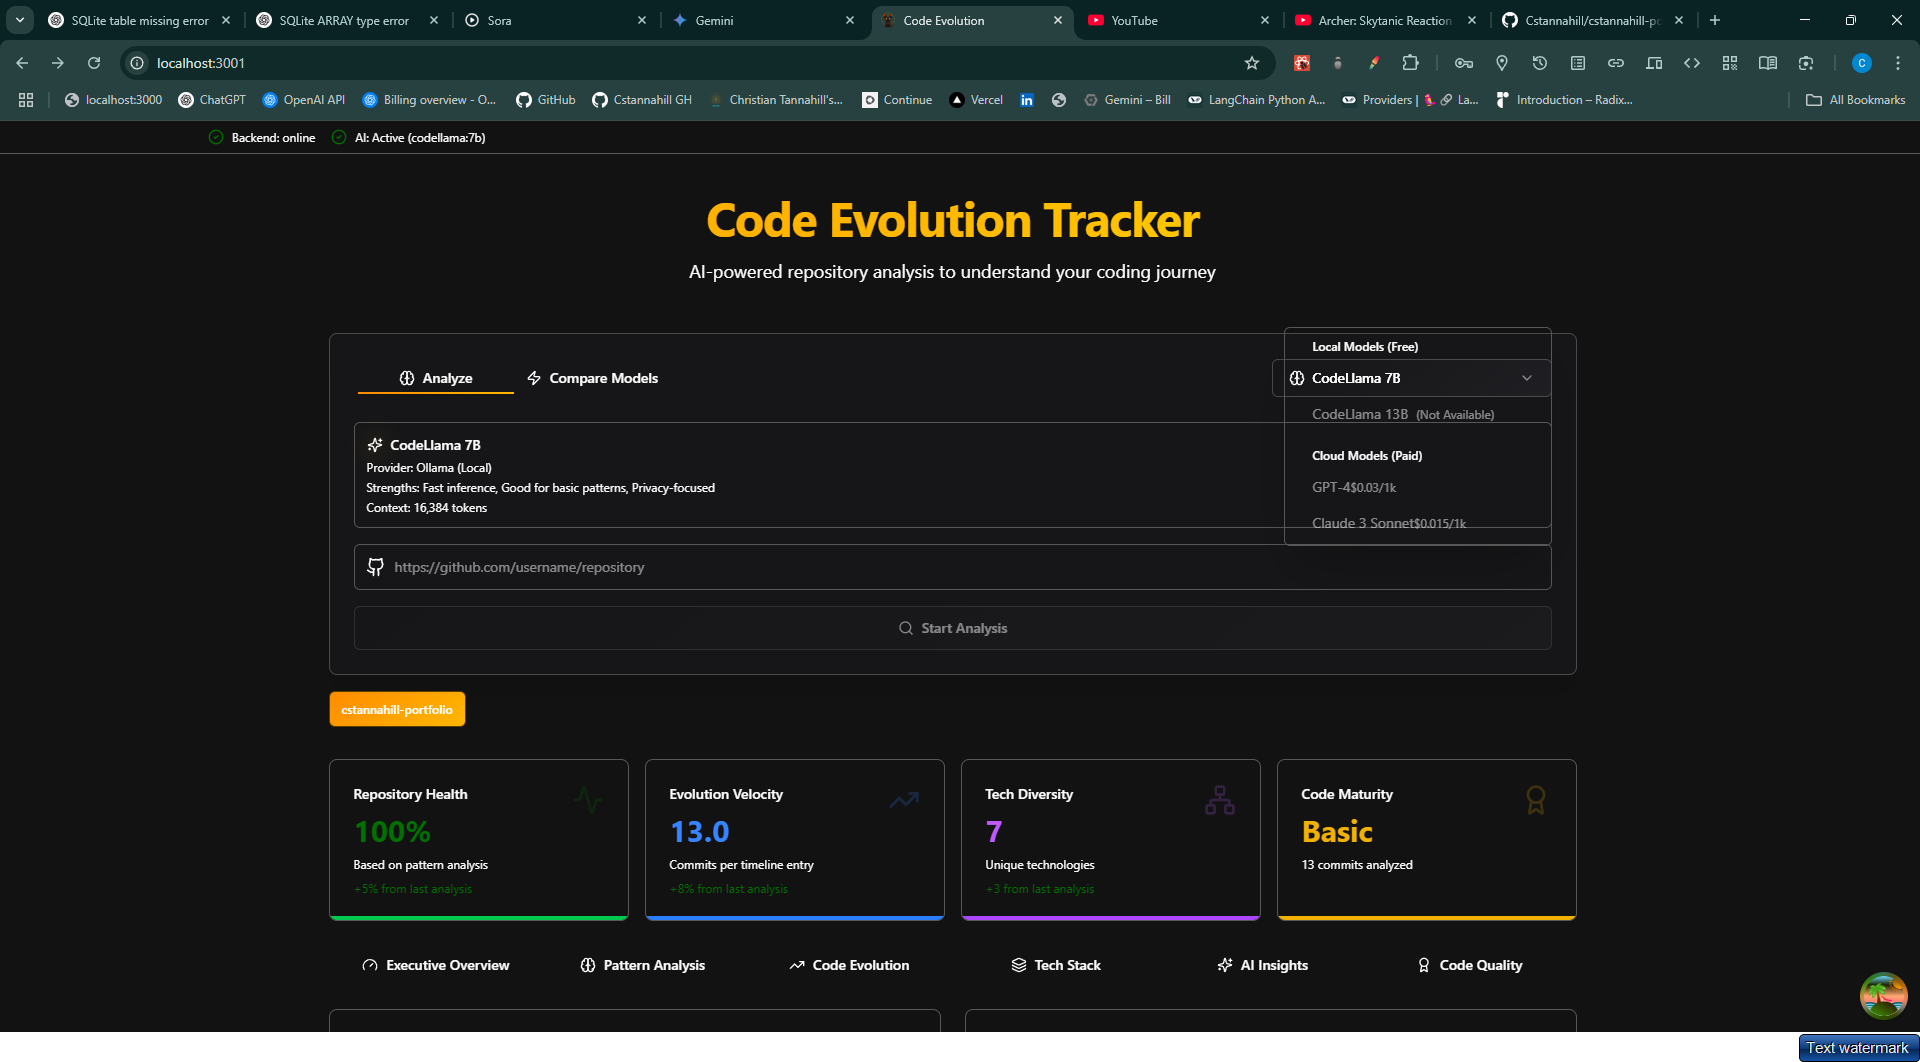 SQLite table missing error
SQLite ARRAY type error
Sora
Gemini
Code Evolution
YouTube
Archer: Skytanic Reaction
Cstannahill/cstannahill-po
localhost:3001
localhost:3000
ChatGPT
OpenAI API
Billing overview - O...
GitHub
Cstannahill GH
Christian Tannahill's...
Continue
Vercel
Gemini – Bill
LangChain Python A...
Providers | 🦜🔗 La...
Introduction – Radix...
All Bookmarks
C
Backend: online
AI: Active (codellama:7b)
Code Evolution Tracker
AI-powered repository analysis to understand your coding journey
Analyze
Compare Models
Local Models (Free)
CodeLlama 7B
CodeLlama 13B (Not Available)
Cloud Models (Paid)
GPT-4$0.03/1k
Claude 3 Sonnet$0.015/1k
CodeLlama 7B
Provider: Ollama (Local)
Strengths: Fast inference, Good for basic patterns, Privacy-focused
Context: 16,384 tokens
https://github.com/username/repository
Start Analysis
cstannahill-portfolio
Repository Health
100%
Based on pattern analysis
+5% from last analysis
Evolution Velocity
13.0
Commits per timeline entry
+8% from last analysis
Tech Diversity
7
Unique technologies
+3 from last analysis
Code Maturity
Basic
13 commits analyzed
Executive Overview
Pattern Analysis
Code Evolution
Tech Stack
AI Insights
Code Quality
Text watermark